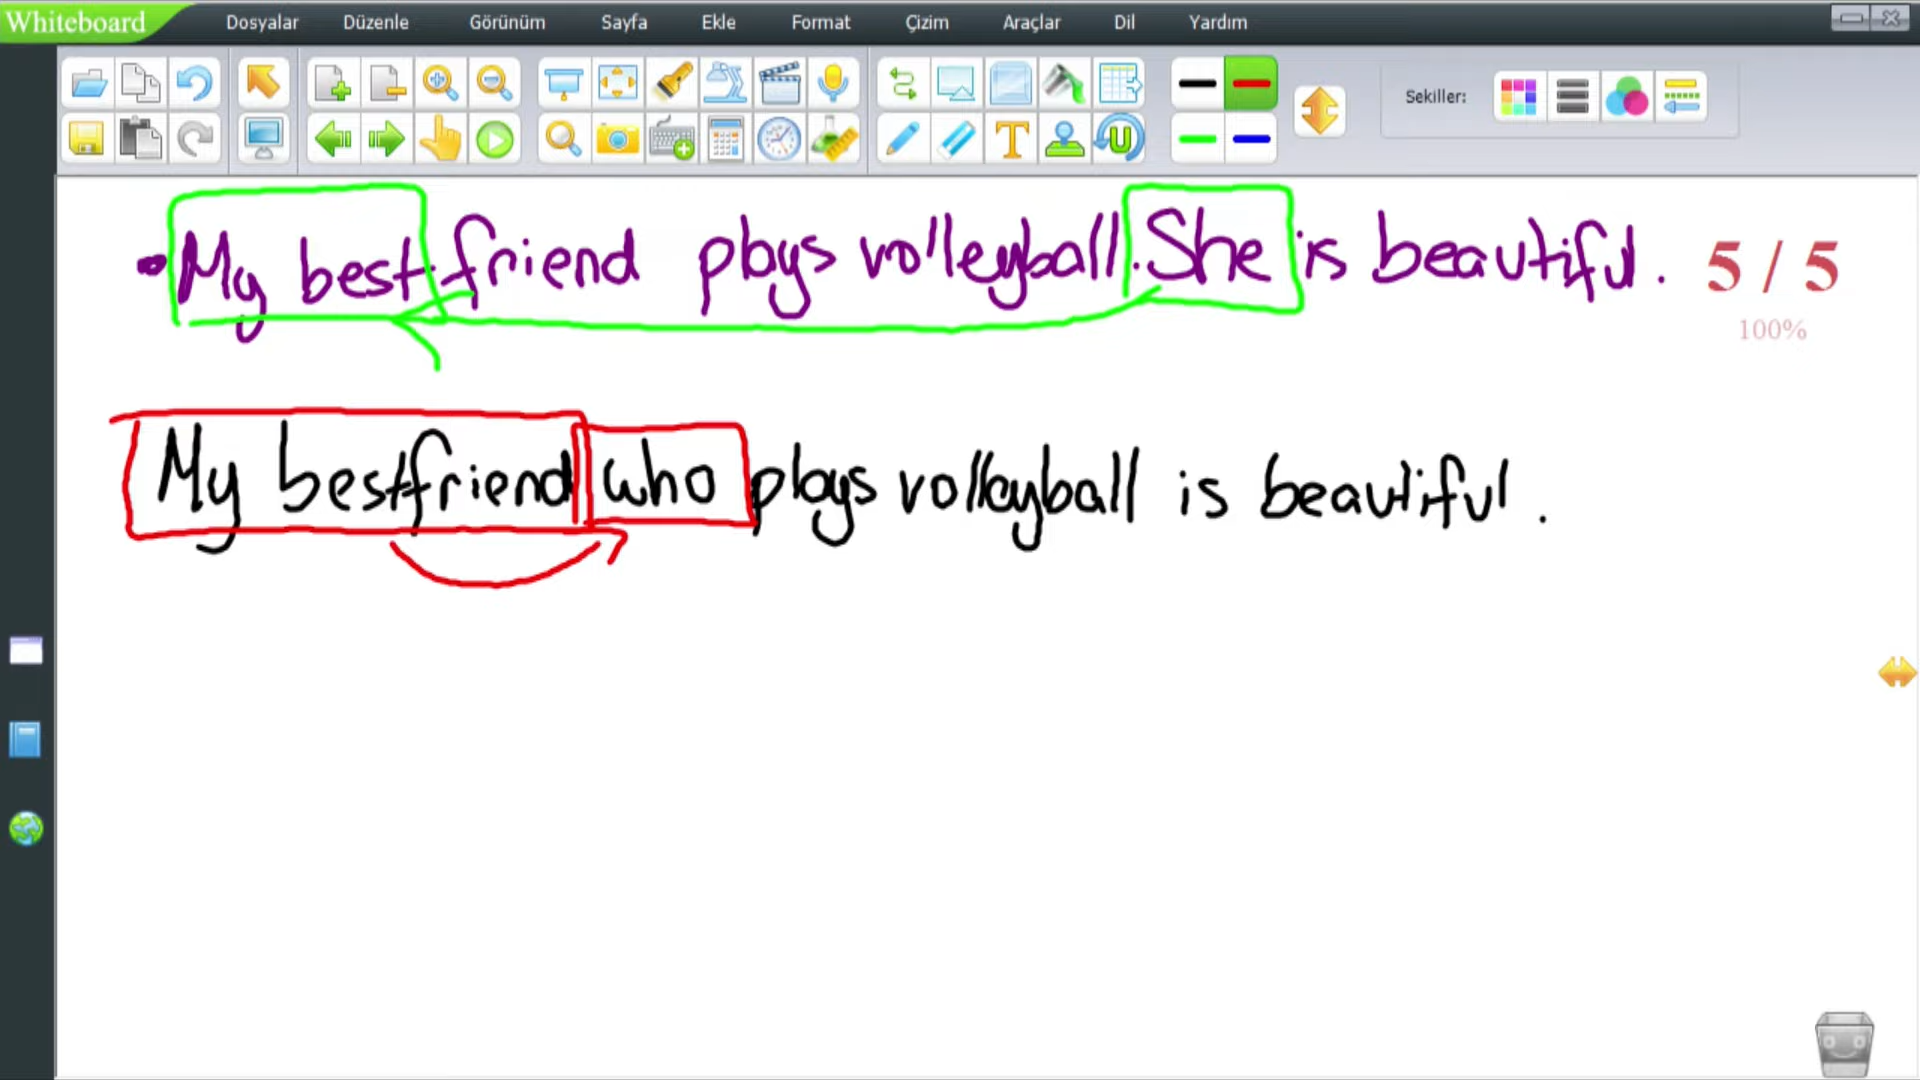 Whiteboard Dosyalar Düzenle Görünüm Sayfa Ekle Format Çizim Araçlar Dil Yardım
Sekiller:
• My best friend plays volleyball. She is beautiful.
5 / 5
100%
My bestfriend who plays volleyball is beautiful.